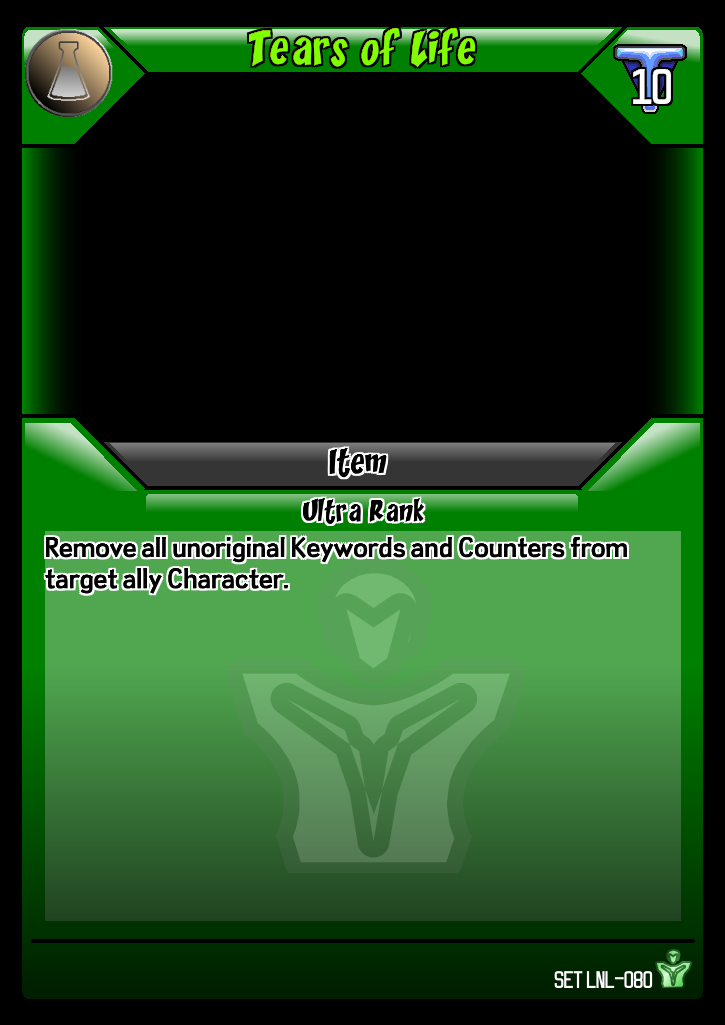 Tears of Life
10
Item
Ultra Rank
Remove all unoriginal Keywords and Counters from
target ally Character.
SET LNL-080